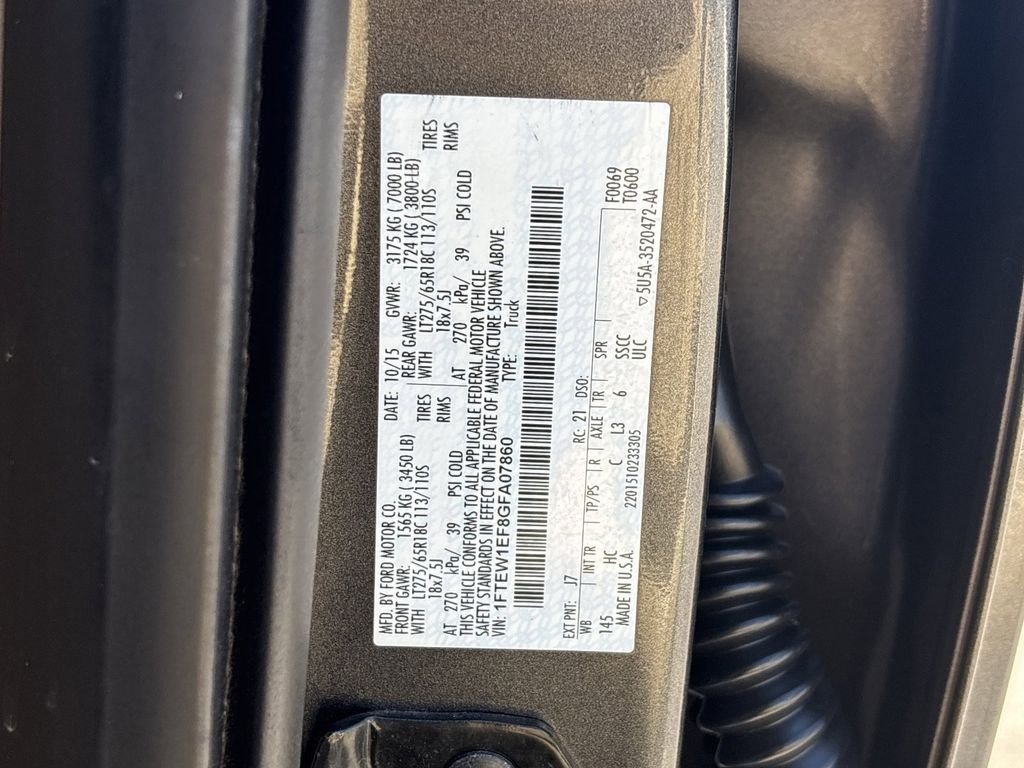 MFD. BY FORD MOTOR CO. DATE: 10/15 GVWR: 3175 KG ( 7000 LB)
FRONT GAWR: 1565 KG ( 3450 LB) REAR GAWR: 1724 KG ( 3800-LB)
WITH LT275/65R18C 113/110S TIRES WITH LT275/65R18C 113/110S TIRES
18x7.5J RIMS 18x7.5J RIMS
AT 270 kPa/ 39 PSI COLD AT 270 kPa/ 39 PSI COLD
THIS VEHICLE CONFORMS TO ALL APPLICABLE FEDERAL MOTOR VEHICLE
SAFETY STANDARDS IN EFFECT ON THE DATE OF MANUFACTURE SHOWN ABOVE.
VIN: 1FTEW1EF8GFA07860 TYPE: Truck
EXT PNT: J7 RC: 21 DSO: F0069
WB INT TR TP/PS R AXLE TR SPR T0600
145 HC C L3 6 SSCC ▽5U5A-3520472-AA
MADE IN U.S.A. 2201510233305 ULC